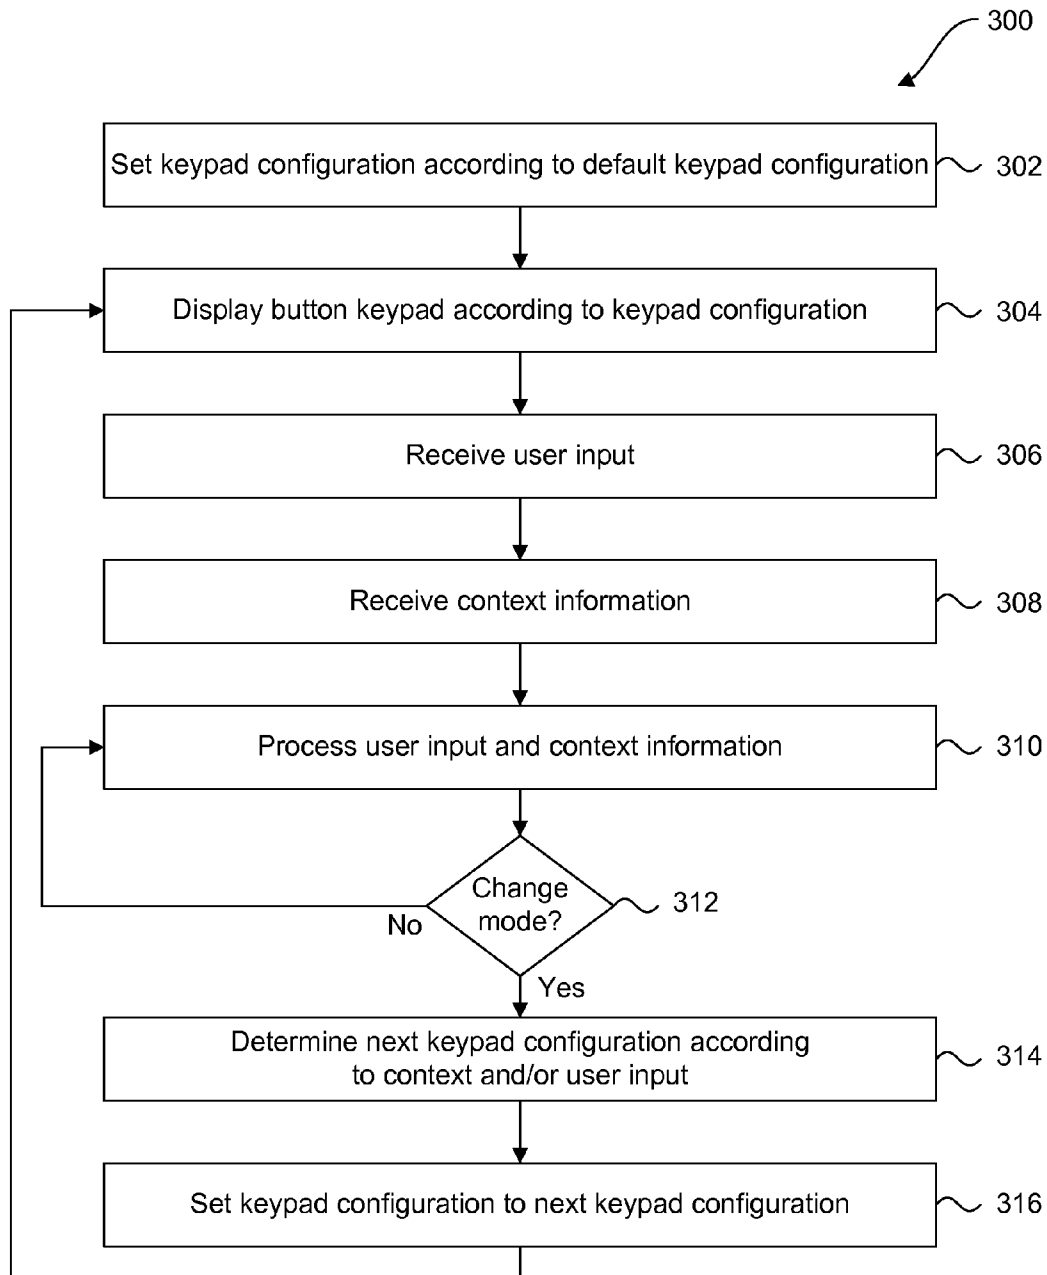 300
Set keypad configuration according to default keypad configuration
302
Display button keypad according to keypad configuration
304
Receive user input
306
Receive context information
308
Process user input and context information
310
Change
mode?
312
No
Yes
Determine next keypad configuration according
to context and/or user input
314
Set keypad configuration to next keypad configuration
316